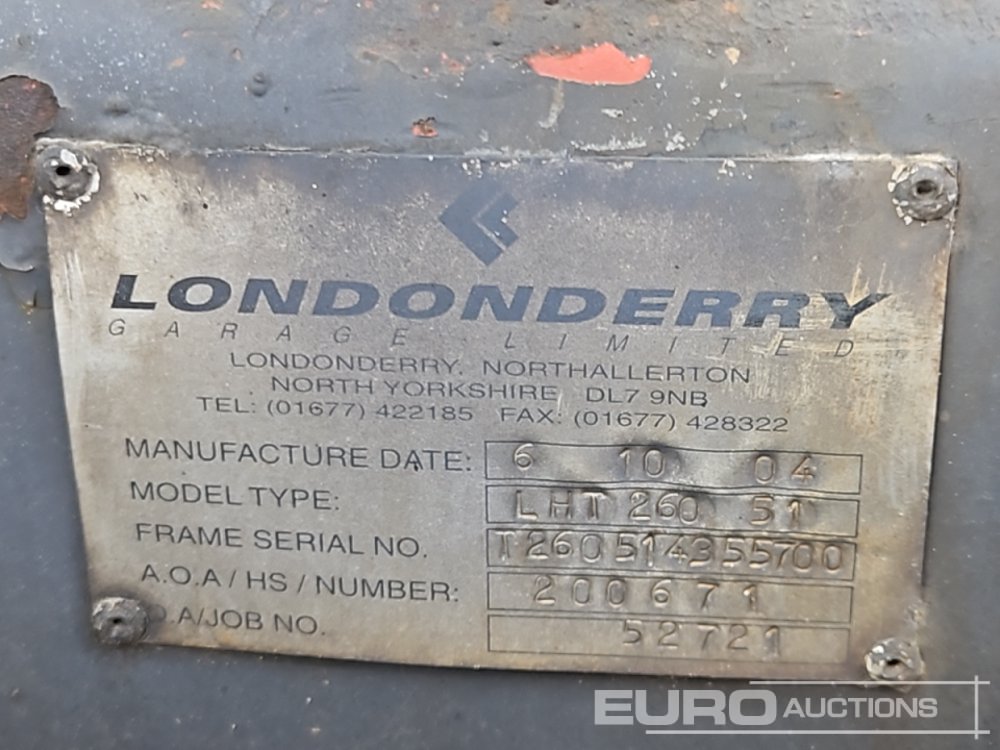 LONDONDERRY
GARAGE LIMITED
LONDONDERRY, NORTHALLERTON
NORTH YORKSHIRE DL7 9NB
TEL: (01677) 422185 FAX: (01677) 428322
MANUFACTURE DATE: 6 10 04
MODEL TYPE: LHT 260 51
FRAME SERIAL NO. T260514355700
A.O.A / HS / NUMBER: 200671
O.A/JOB NO. 52721
EURO AUCTIONS